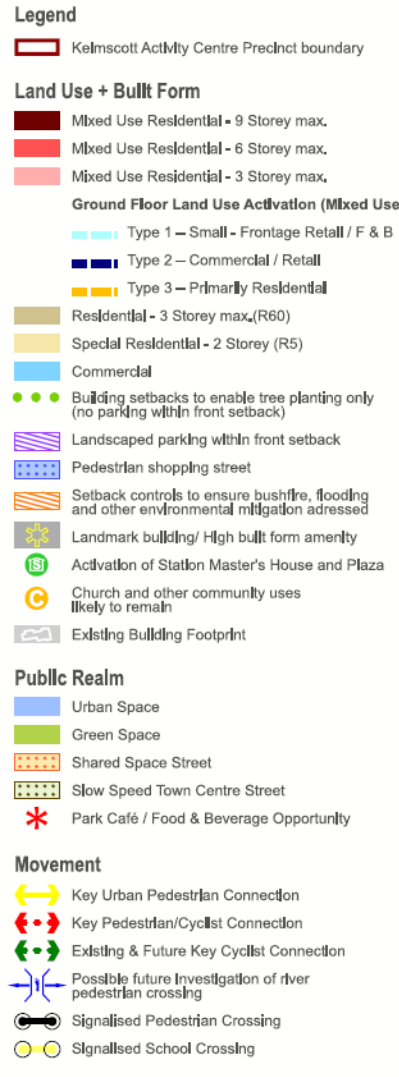 Legend
Kelmscott Activity Centre Precinct boundary
Land Use + Built Form
Mixed Use Residential - 9 Storey max.
Mixed Use Residential - 6 Storey max.
Mixed Use Residential - 3 Storey max.
Ground Floor Land Use Activation (Mixed Use
Type 1 – Small - Frontage Retail / F & B
Type 2 – Commercial / Retail
Type 3 – Primarily Residential
Residential - 3 Storey max.(R60)
Special Residential - 2 Storey (R5)
Commercial
Building setbacks to enable tree planting only
(no parking within front setback)
Landscaped parking within front setback
Pedestrian shopping street
Setback controls to ensure bushfire, flooding
and other environmental mitigation adressed
Landmark building/ High built form amenity
S Activation of Station Master's House and Plaza
C Church and other community uses
likely to remain
Existing Building Footprint
Public Realm
Urban Space
Green Space
Shared Space Street
Slow Speed Town Centre Street
Park Café / Food & Beverage Opportunity
Movement
Key Urban Pedestrian Connection
Key Pedestrian/Cyclist Connection
Existing & Future Key Cyclist Connection
Possible future investigation of river
pedestrian crossing
Signalised Pedestrian Crossing
Signalised School Crossing